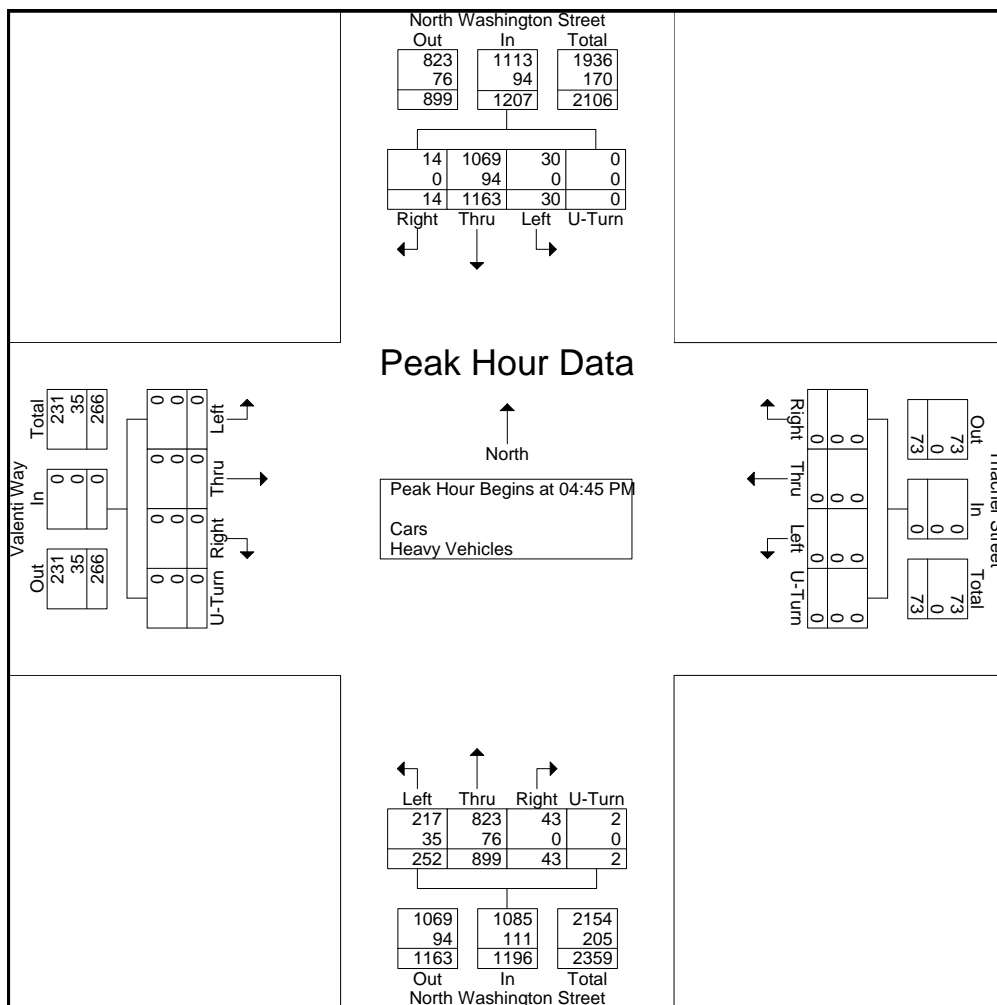 North Washington Street
Out In Total
823 1113 1936
76 94 170
899 1207 2106
14 1069 30 0
0 94 0 0
14 1163 30 0
Right Thru Left U-Turn
Peak Hour Data
North
Peak Hour Begins at 04:45 PM
Cars
Heavy Vehicles
Valenti Way
Out In Total
231 0 231
35 0 35
266 0 266
U-Turn Right Thru Left
0 0 0 0
0 0 0 0
0 0 0 0
Street
Out In Total
73 0 73
0 0 0
73 0 73
Right Thru Left U-Turn
0 0 0 0
0 0 0 0
0 0 0 0
Left Thru Right U-Turn
217 823 43 2
35 76 0 0
252 899 43 2
1069 1085 2154
94 111 205
1163 1196 2359
Out In Total
North Washington Street